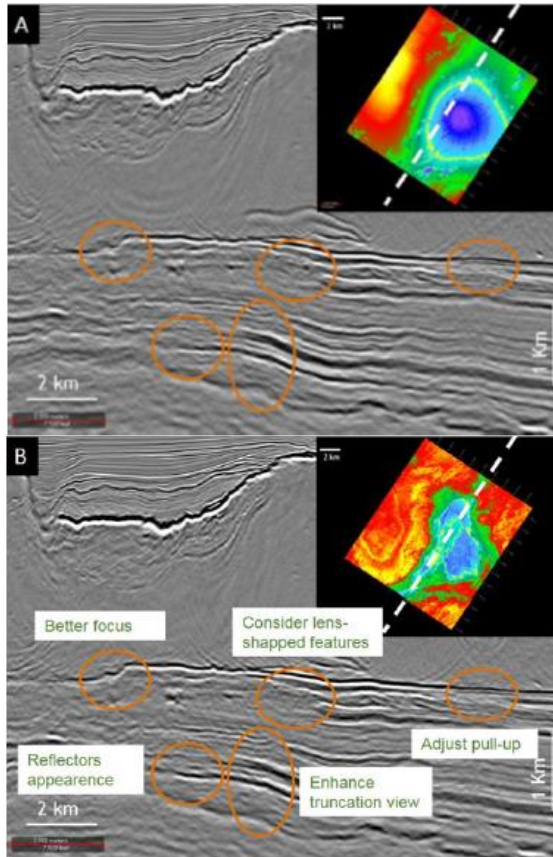 A
2 km
2 km
1 Km
B
2 km
Better focus
Consider lens-
shapped features
Adjust pull-up
Reflectors
appearence
Enhance
truncation view
2 km
1 Km